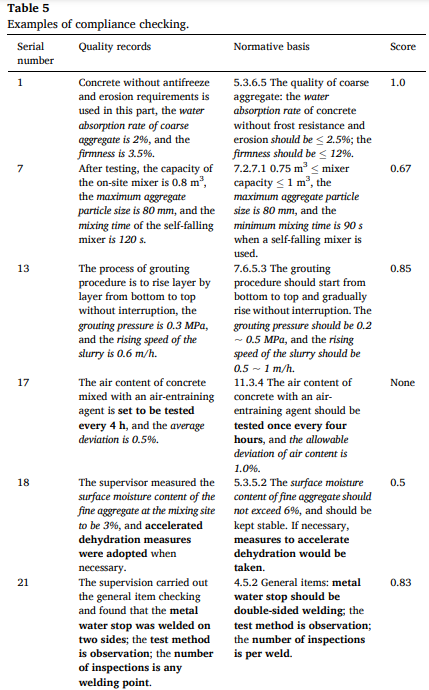 Table 5
Examples of compliance checking.
Serial number Quality records Normative basis Score
1
Concrete without antifreeze
and erosion requirements is
used in this part, the water
absorption rate of coarse
aggregate is 2%, and the
firmness is 3.5%.
5.3.6.5 The quality of coarse
aggregate: the water
absorption rate of concrete
without frost resistance and
erosion should be ≤ 2.5%; the
firmness should be ≤ 12%.
1.0
7
After testing, the capacity of
the on-site mixer is 0.8 m³,
the maximum aggregate
particle size is 80 mm, and the
mixing time of the self-falling
mixer is 120 s.
7.2.7.1 0.75 m³ ≤ mixer
capacity ≤ 1 m³, the
maximum aggregate particle
size is 80 mm, and the
minimum mixing time is 90 s
when a self-falling mixer is
used.
0.67
13
The process of grouting
procedure is to rise layer by
layer from bottom to top
without interruption, the
grouting pressure is 0.3 MPa,
and the rising speed of the
slurry is 0.6 m/h.
7.6.5.3 The grouting
procedure should start from
bottom to top and gradually
rise without interruption. The
grouting pressure should be 0.2
~ 0.5 MPa, and the rising
speed of the slurry should be
0.5 ~ 1 m/h.
0.85
17
The air content of concrete
mixed with an air-entraining
agent is set to be tested
every 4 h, and the average
deviation is 0.5%.
11.3.4 The air content of
concrete with an air-
entraining agent should be
tested once every four
hours, and the allowable
deviation of air content is
1.0%.
None
18
The supervisor measured the
surface moisture content of the
fine aggregate at the mixing site
to be 3%, and accelerated
dehydration measures
were adopted when
necessary.
5.3.5.2 The surface moisture
content of fine aggregate should
not exceed 6%, and should be
kept stable. If necessary,
measures to accelerate
dehydration would be
taken.
0.5
21
The supervision carried out
the general item checking
and found that the metal
water stop was welded on
two sides; the test method
is observation; the number
of inspections is any
welding point.
4.5.2 General items: metal
water stop should be
double-sided welding; the
test method is observation;
the number of inspections
is per weld.
0.83